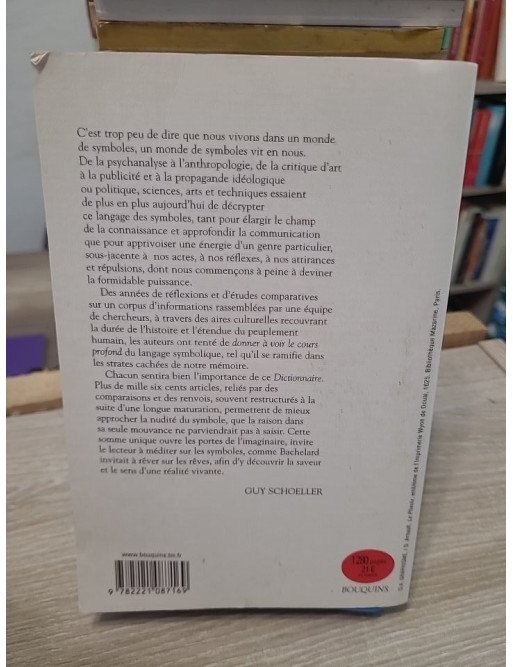 C'est trop peu de dire que nous vivons dans un monde
de symboles, un monde de symboles vit en nous.
De la psychanalyse à l'anthropologie, de la critique d'art
à la publicité et à la propagande idéologique
ou politique, sciences, arts et techniques essaient
de plus en plus aujourd'hui de décrypter
ce langage des symboles, tant pour élargir le champ
de la connaissance et approfondir la communication
que pour apprivoiser une énergie d'un genre particulier,
sous-jacente à nos actes, à nos réflexes, à nos attirances
et répulsions, dont nous commençons à peine à deviner
la formidable puissance.
Des années de réflexions et d'études comparatives
sur un corpus d'informations rassemblées par une équipe
de chercheurs, à travers des aires culturelles recouvrant
la durée de l'histoire et l'étendue du peuplement
humain, les auteurs ont tenté de donner à voir le cours
profond du langage symbolique, tel qu'il se ramifie dans
les strates cachées de notre mémoire.
Chacun sentira bien l'importance de ce Dictionnaire.
Plus de mille six cents articles, reliés par des
comparaisons et des renvois, souvent restructurés à la
suite d'une longue maturation, permettent de mieux
approcher la nudité du symbole, que la raison dans
sa seule mouvance ne parviendrait pas à saisir. Cette
somme unique ouvre les portes de l'imaginaire, invite
le lecteur à méditer sur les symboles, comme Bachelard
invitait à rêver sur les rêves, afin d'y découvrir la saveur
et le sens d'une réalité vivante.
GUY SCHOELLER
www.bouquins.tm.fr
9 782221 087169
1 280 pages
21 €
BOUQUINS
Bibliothèque Mazarine, Paris.